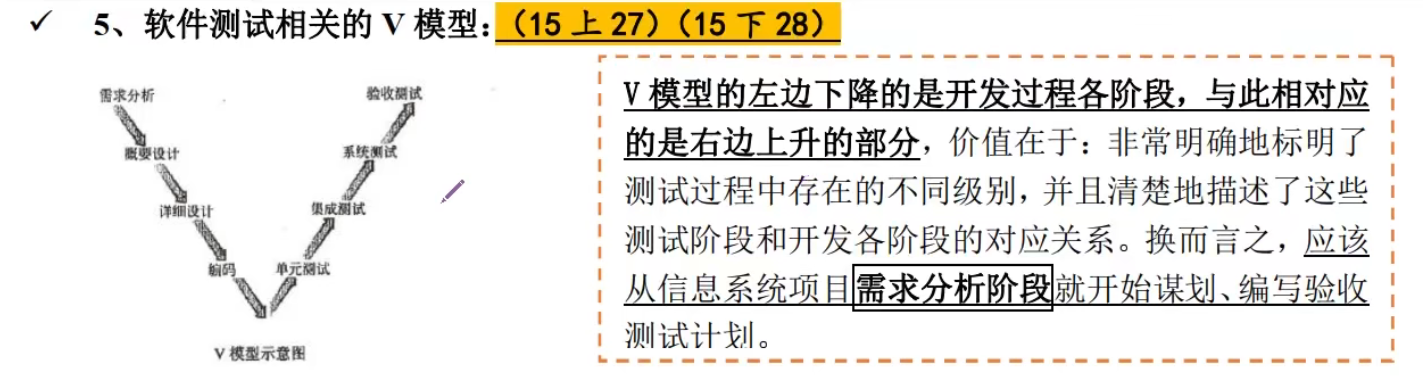 ✓ 5、软件测试相关的 V 模型：（15 上 27）（15 下 28）
需求分析
验收测试
概要设计
系统测试
详细设计
集成测试
编码
单元测试
V 模型示意图
V 模型的左边下降的是开发过程各阶段，与此相对应
的是右边上升的部分，价值在于：非常明确地标明了
测试过程中存在的不同级别，并且清楚地描述了这些
测试阶段和开发各阶段的对应关系。换而言之，应该
从信息系统项目需求分析阶段就开始谋划、编写验收
测试计划。